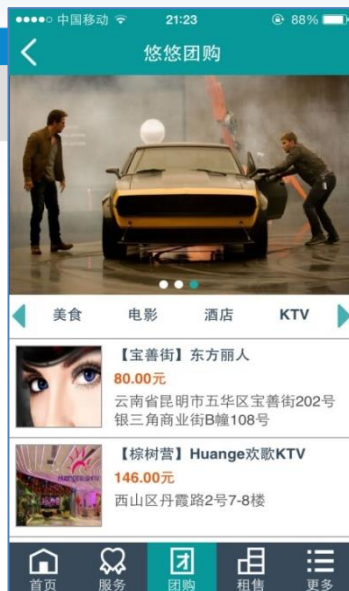 中国移动 21:23 88%
悠悠团购
美食 电影 酒店 KTV
【宝善街】东方丽人
80.00元
云南省昆明市五华区宝善街202号
银三角商业街B幢108号
【棕树营】Huange欢歌KTV
146.00元
西山区丹霞路2号7-8楼
首页 服务 团购 租售 更多